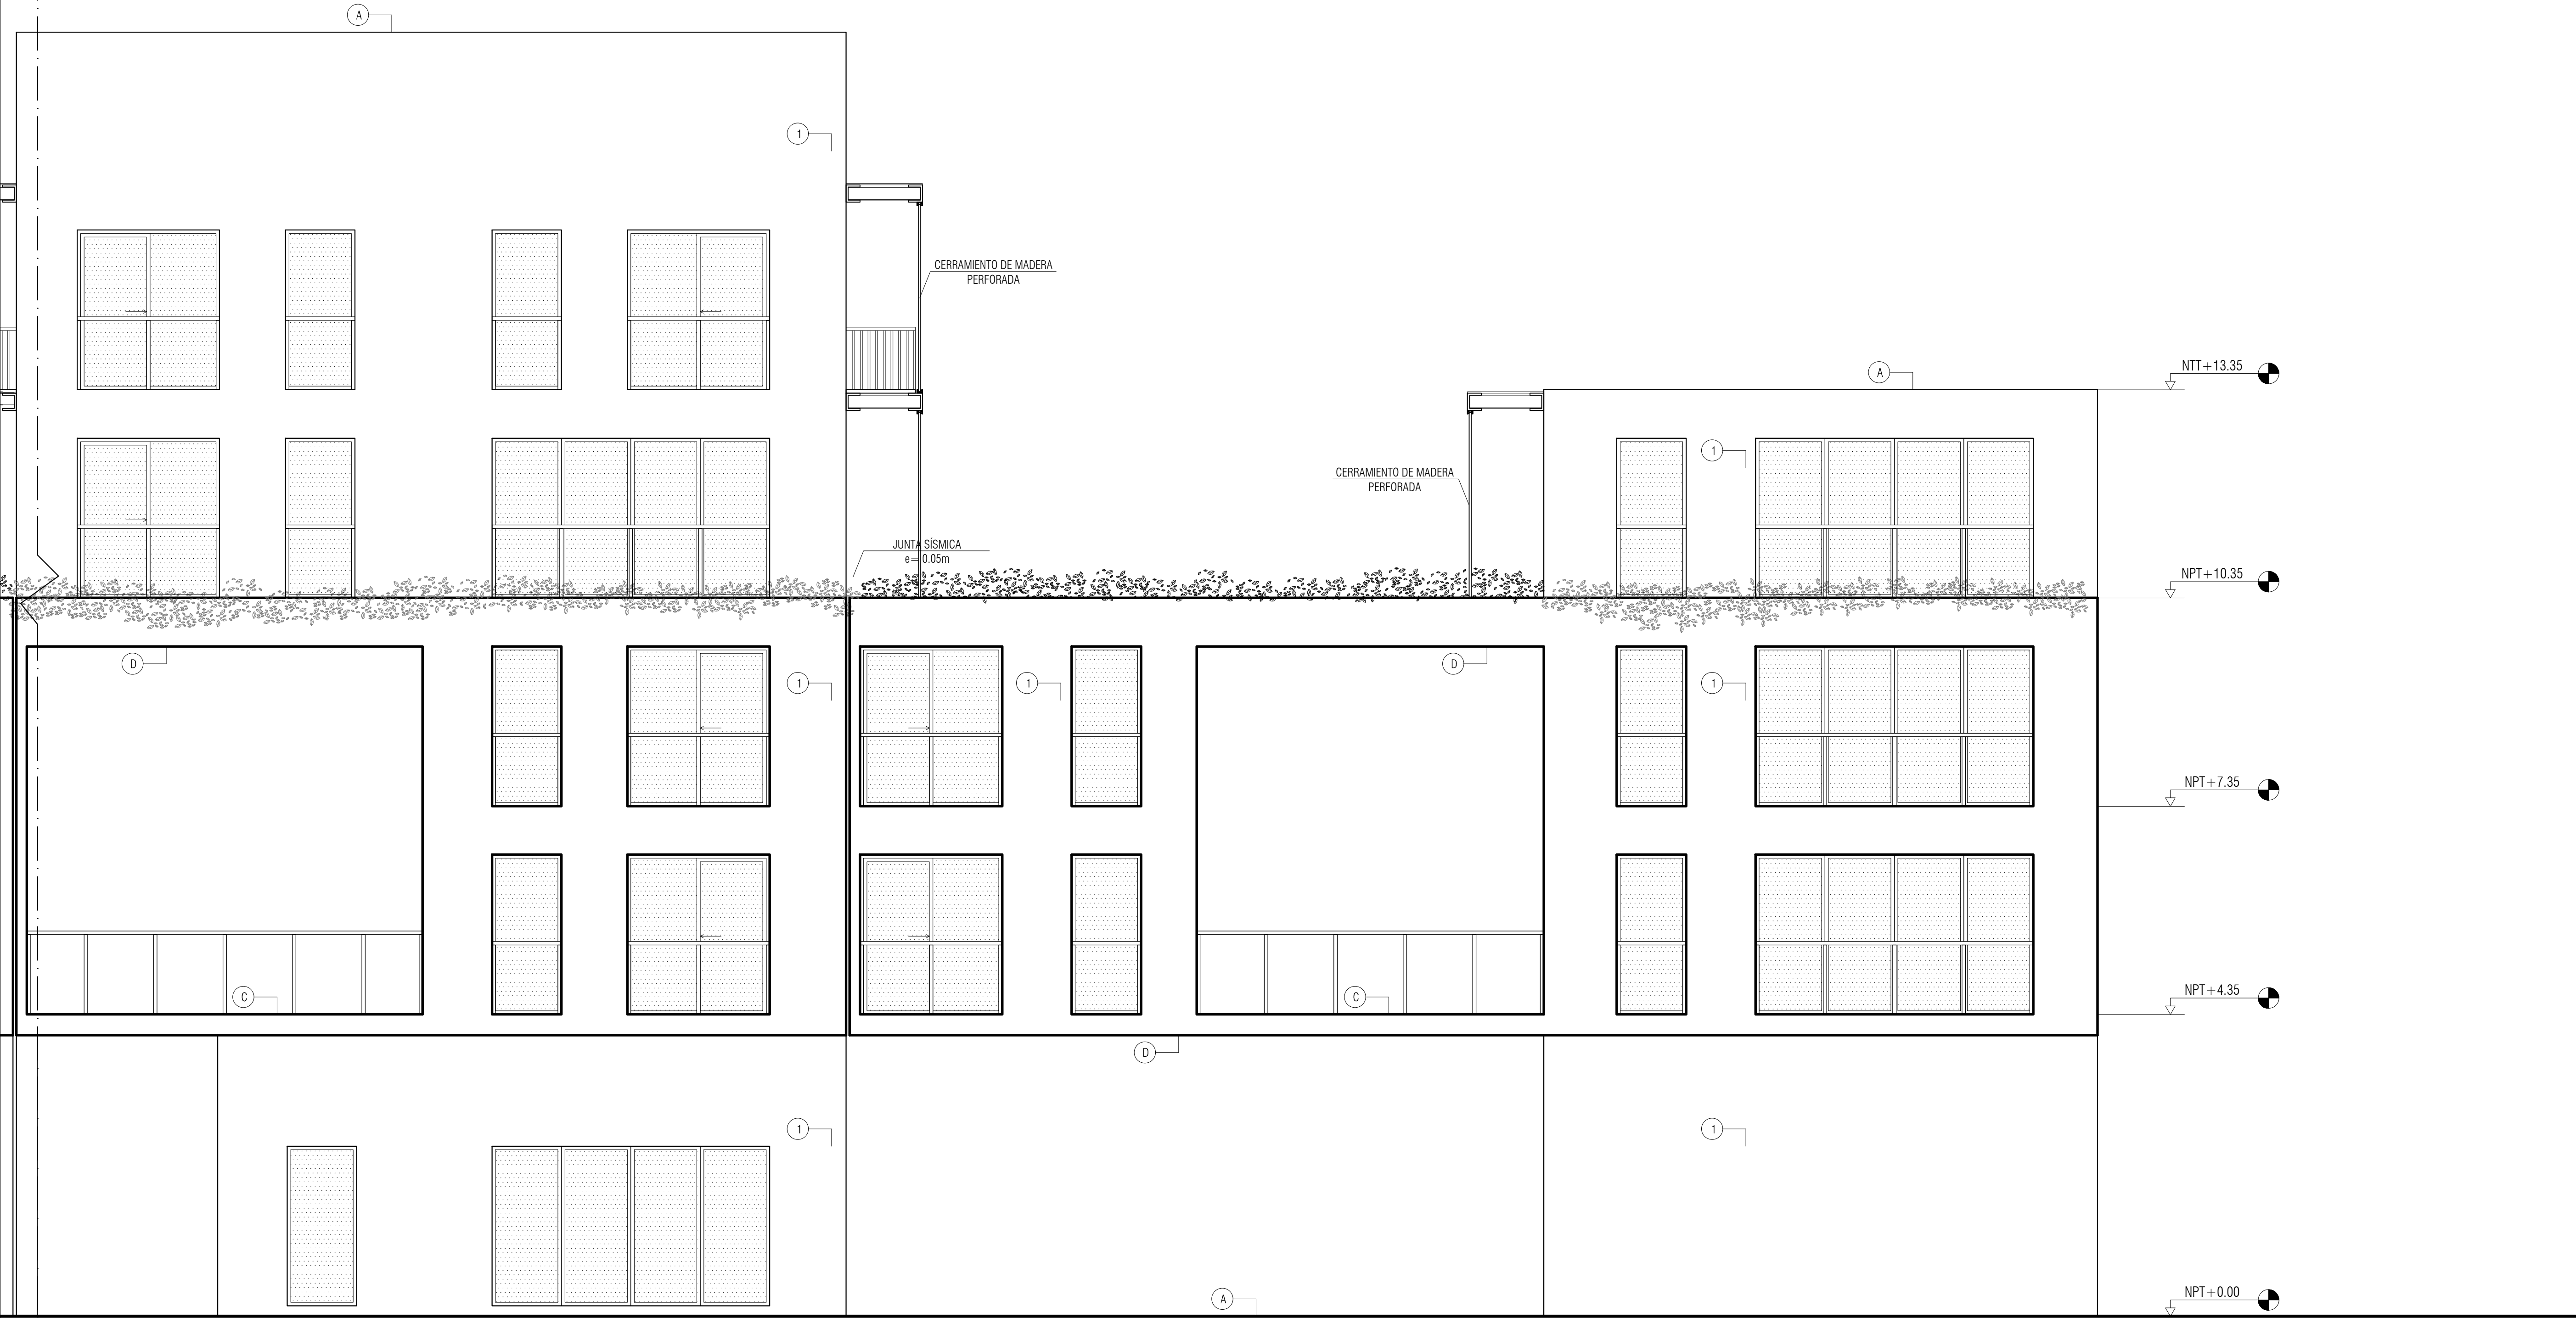 A
1
CERRAMIENTO DE MADERA
PERFORADA
NTT+13.35
A
1
CERRAMIENTO DE MADERA
PERFORADA
JUNTA SÍSMICA
e=0.05m
NPT+10.35
D
D
1
1
1
NPT+7.35
C
C
NPT+4.35
D
1
1
A
NPT+0.00